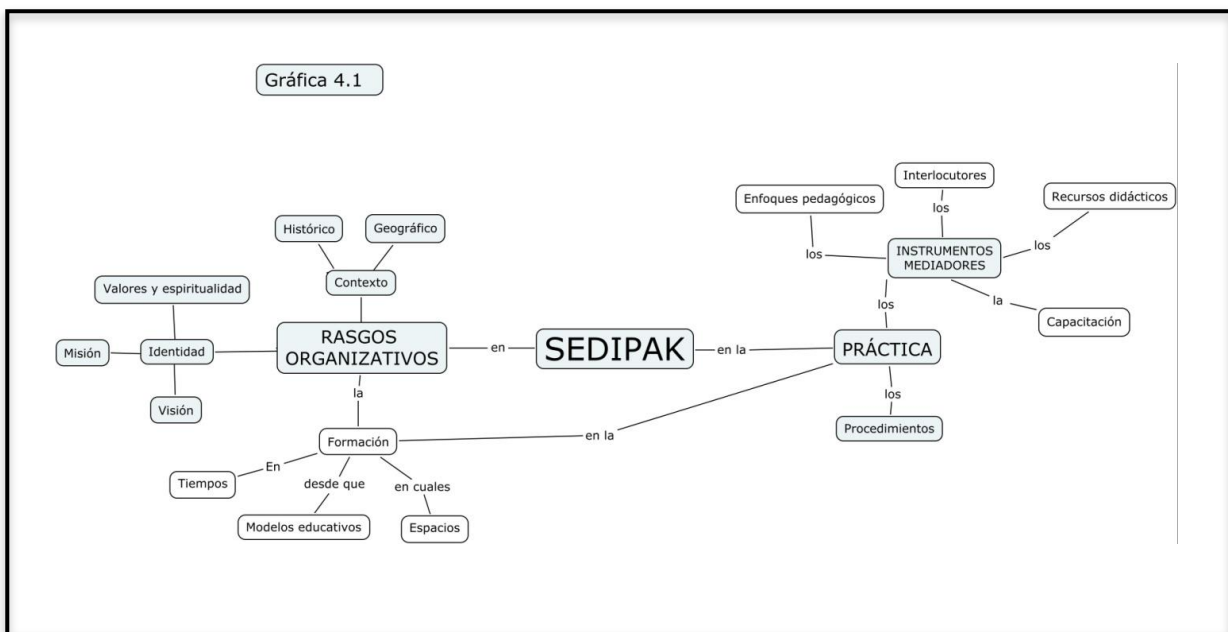 Gráfica 4.1
Interlocutores
Enfoques pedagógicos
Recursos didácticos
los
Histórico
Geográfico
los
los
INSTRUMENTOS
MEDIADORES
Contexto
Valores y espiritualidad
los
la
Capacitación
RASGOS
ORGANIZATIVOS
en
SEDIPAK
en la
PRÁCTICA
Misión
Identidad
la
los
Visión
Procedimientos
Formación
en la
En
Tiempos
desde que
en cuales
Modelos educativos
Espacios